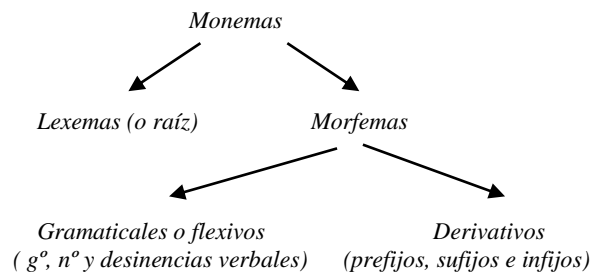 Monemas
Lexemas (o raíz) Morfemas
Gramaticales o flexivos Derivativos
( gº, nº y desinencias verbales) (prefijos, sufijos e infijos)